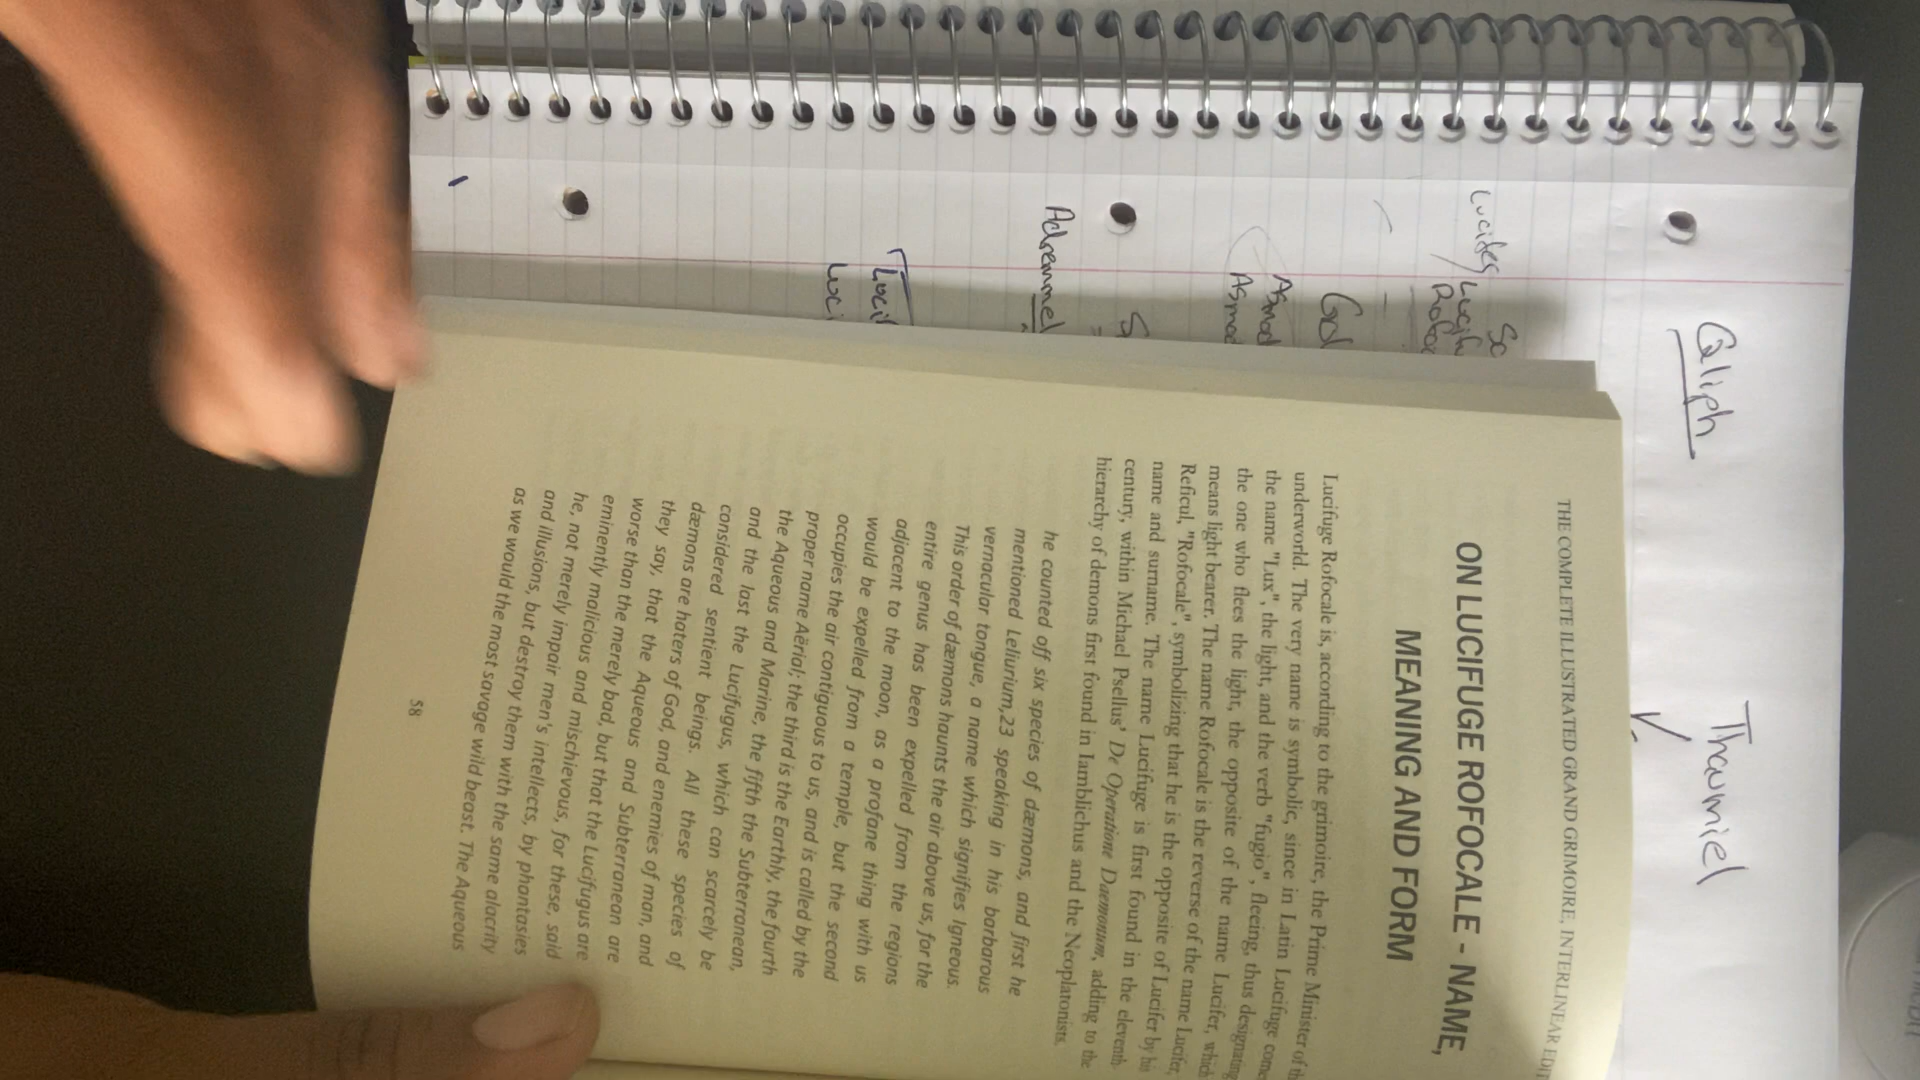 Qliph
Thaumiel
Lucifer
Lucifu
Rofoc
Gol
Asmod
Asmod
Adrammel
Lucif
Luci
THE COMPLETE ILLUSTRATED GRAND GRIMOIRE, INTERLINEAR EDIT
ON LUCIFUGE ROFOCALE - NAME,
MEANING AND FORM
Lucifuge Rofocale is, according to the grimoire, the Prime Minister of th
underworld. The very name is symbolic, since in Latin Lucifuge come
the name "Lux", the light, and the verb "fugio", fleeing, thus designating
the one who flees the light, the opposite of the name Lucifer, which
means light bearer. The name Rofocale is the reverse of the name Lucifer,
Reficul, "Rofocale", symbolizing that he is the opposite of Lucifer by his
name and surname. The name Lucifuge is first found in the eleventh
century, within Michael Psellus' De Operatione Daemonum, adding to the
hierarchy of demons first found in Iamblichus and the Neoplatonists.
he counted off six species of dæmons, and first he
mentioned Leliurium,23 speaking in his barbarous
vernacular tongue, a name which signifies Igneous.
This order of dæmons haunts the air above us, for the
entire genus has been expelled from the regions
adjacent to the moon, as a profane thing with us
would be expelled from a temple, but the second
occupies the air contiguous to us, and is called by the
proper name Aërial; the third is the Earthly, the fourth
the Aqueous and Marine, the fifth the Subterranean,
and the last the Lucifugus, which can scarcely be
considered sentient beings. All these species of
dæmons are haters of God, and enemies of man, and
they say, that the Aqueous and Subterranean are
worse than the merely bad, but that the Lucifugus are
eminently malicious and mischievous, for these, said
he, not merely impair men's intellects, by phantasies
and illusions, but destroy them with the same alacrity
as we would the most savage wild beast. The Aqueous
58